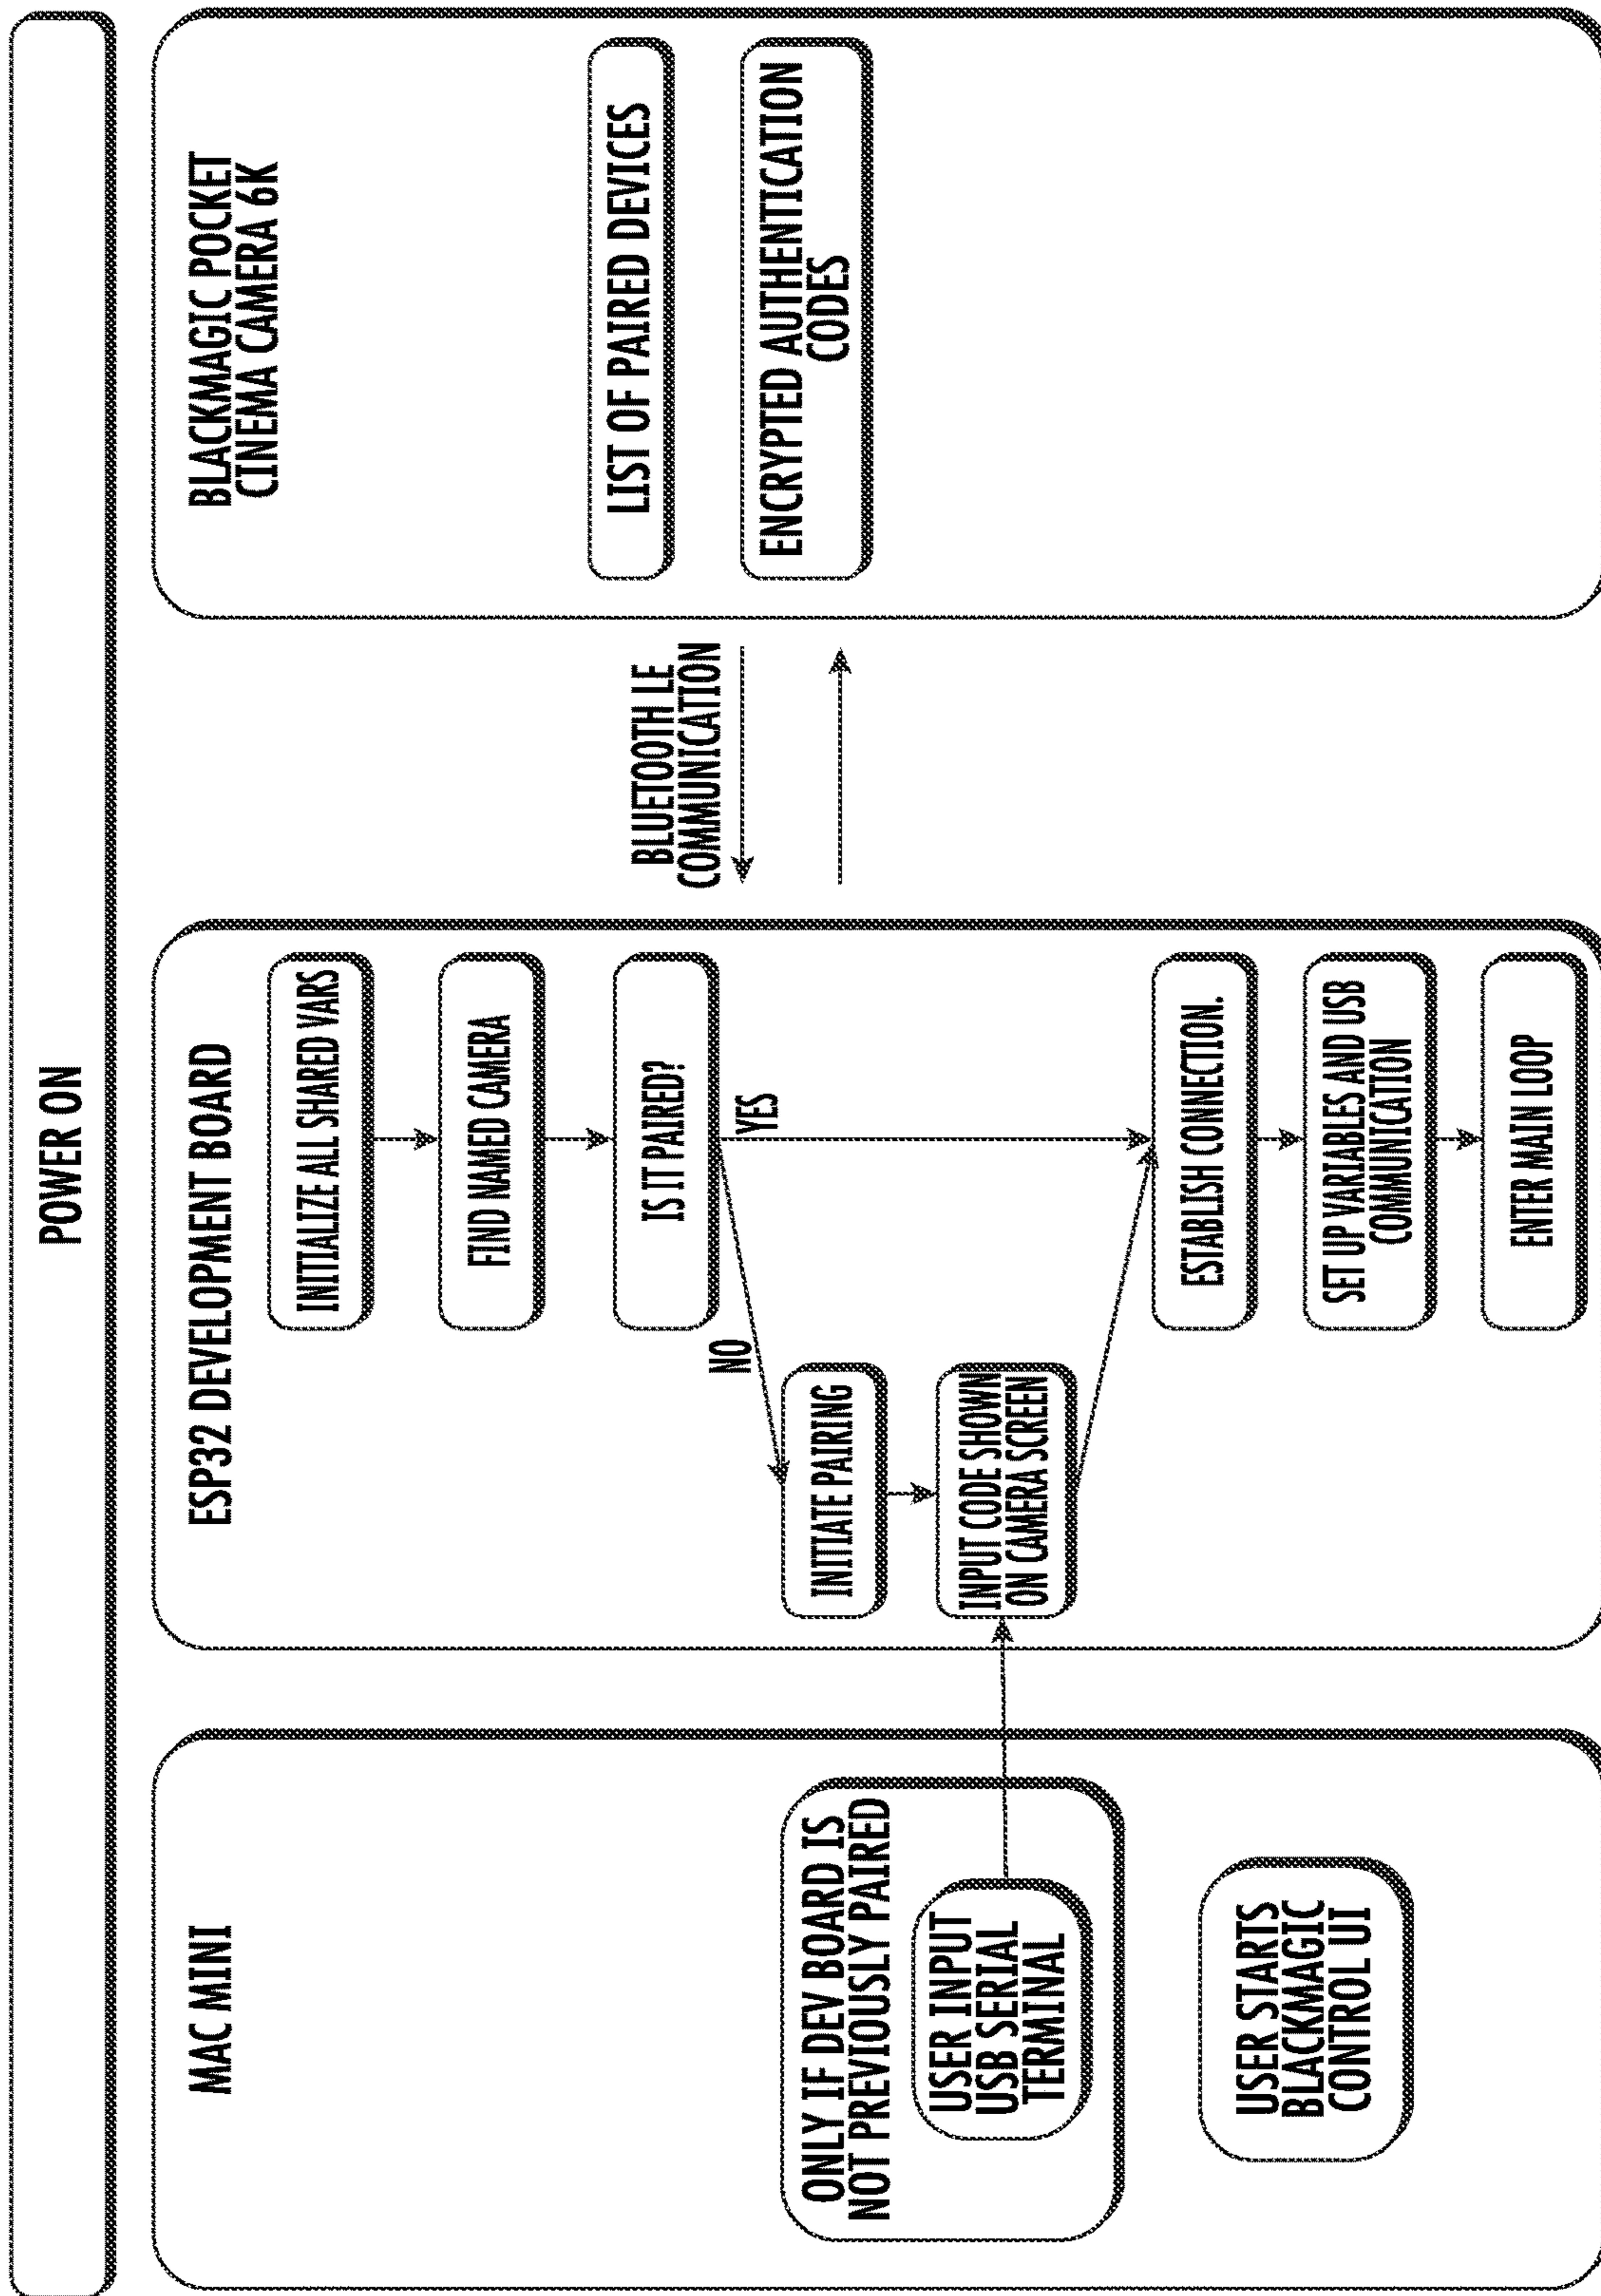 POWER ON
MAC MINI
ONLY IF DEV BOARD IS
NOT PREVIOUSLY PAIRED
USER INPUT
USB SERIAL
TERMINAL
USER STARTS
BLACKMAGIC
CONTROL UI
ESP32 DEVELOPMENT BOARD
INITIALIZE ALL SHARED VARS
FIND NAMED CAMERA
IS IT PAIRED?
NO
YES
INITIATE PAIRING
INPUT CODE SHOWN
ON CAMERA SCREEN
ESTABLISH CONNECTION.
SET UP VARIABLES AND USB
COMMUNICATION
ENTER MAIN LOOP
BLUETOOTH LE
COMMUNICATION
BLACKMAGIC POCKET
CINEMA CAMERA 6K
LIST OF PAIRED DEVICES
ENCRYPTED AUTHENTICATION
CODES